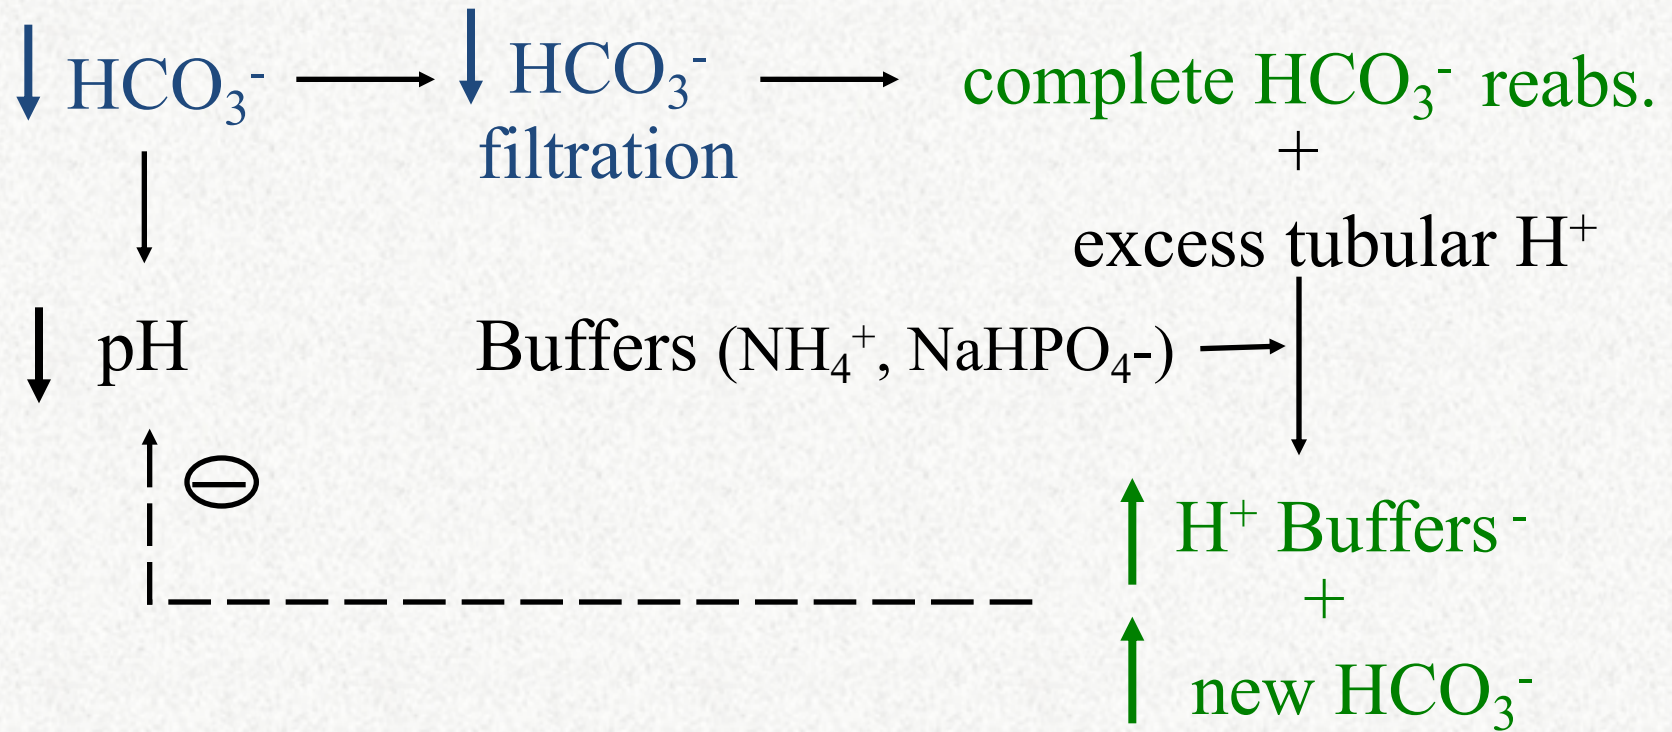 ↓ HCO₃⁻ → ↓ HCO₃⁻ → complete HCO₃⁻ reabs.
filtration
+
excess tubular H⁺
↓ pH
Buffers (NH₄⁺, NaHPO₄-) →
⊖
↑ H⁺ Buffers ⁻
+
↑ new HCO₃⁻